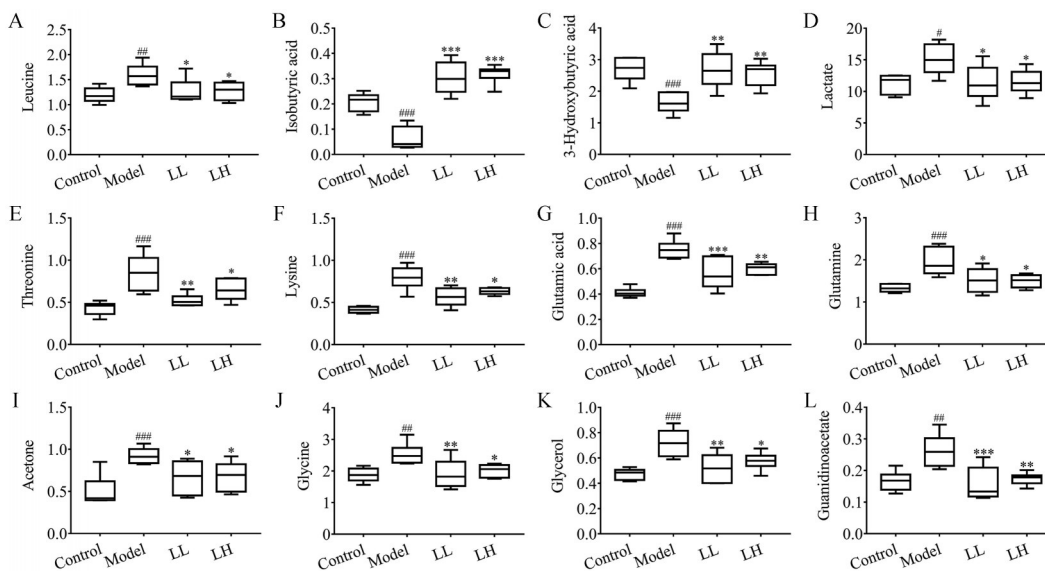 A
Leucine
2.5
2.0
1.5
1.0
0.5
0.0
##
*
*
Control
Model
LL
LH
B
Isobutyric acid
0.5
0.4
0.3
0.2
0.1
0.0
###
***
***
Control
Model
LL
LH
C
3-Hydroxybutyric acid
4
3
2
1
0
###
**
**
Control
Model
LL
LH
D
Lactate
20
15
10
5
0
#
*
*
Control
Model
LL
LH
E
Threonine
1.5
1.0
0.5
0.0
###
**
*
Control
Model
LL
LH
F
Lysine
1.5
1.0
0.5
0.0
###
**
*
Control
Model
LL
LH
G
Glutamic acid
1.0
0.8
0.6
0.4
0.2
0.0
###
***
**
Control
Model
LL
LH
H
Glutamine
3
2
1
0
###
*
*
Control
Model
LL
LH
I
Acetone
1.5
1.0
0.5
0.0
###
*
*
Control
Model
LL
LH
J
Glycine
4
3
2
1
0
##
**
*
Control
Model
LL
LH
K
Glycerol
1.0
0.8
0.6
0.4
0.2
0.0
###
**
*
Control
Model
LL
LH
L
Guanidinoacetate
0.4
0.3
0.2
0.1
0.0
##
***
**
Control
Model
LL
LH